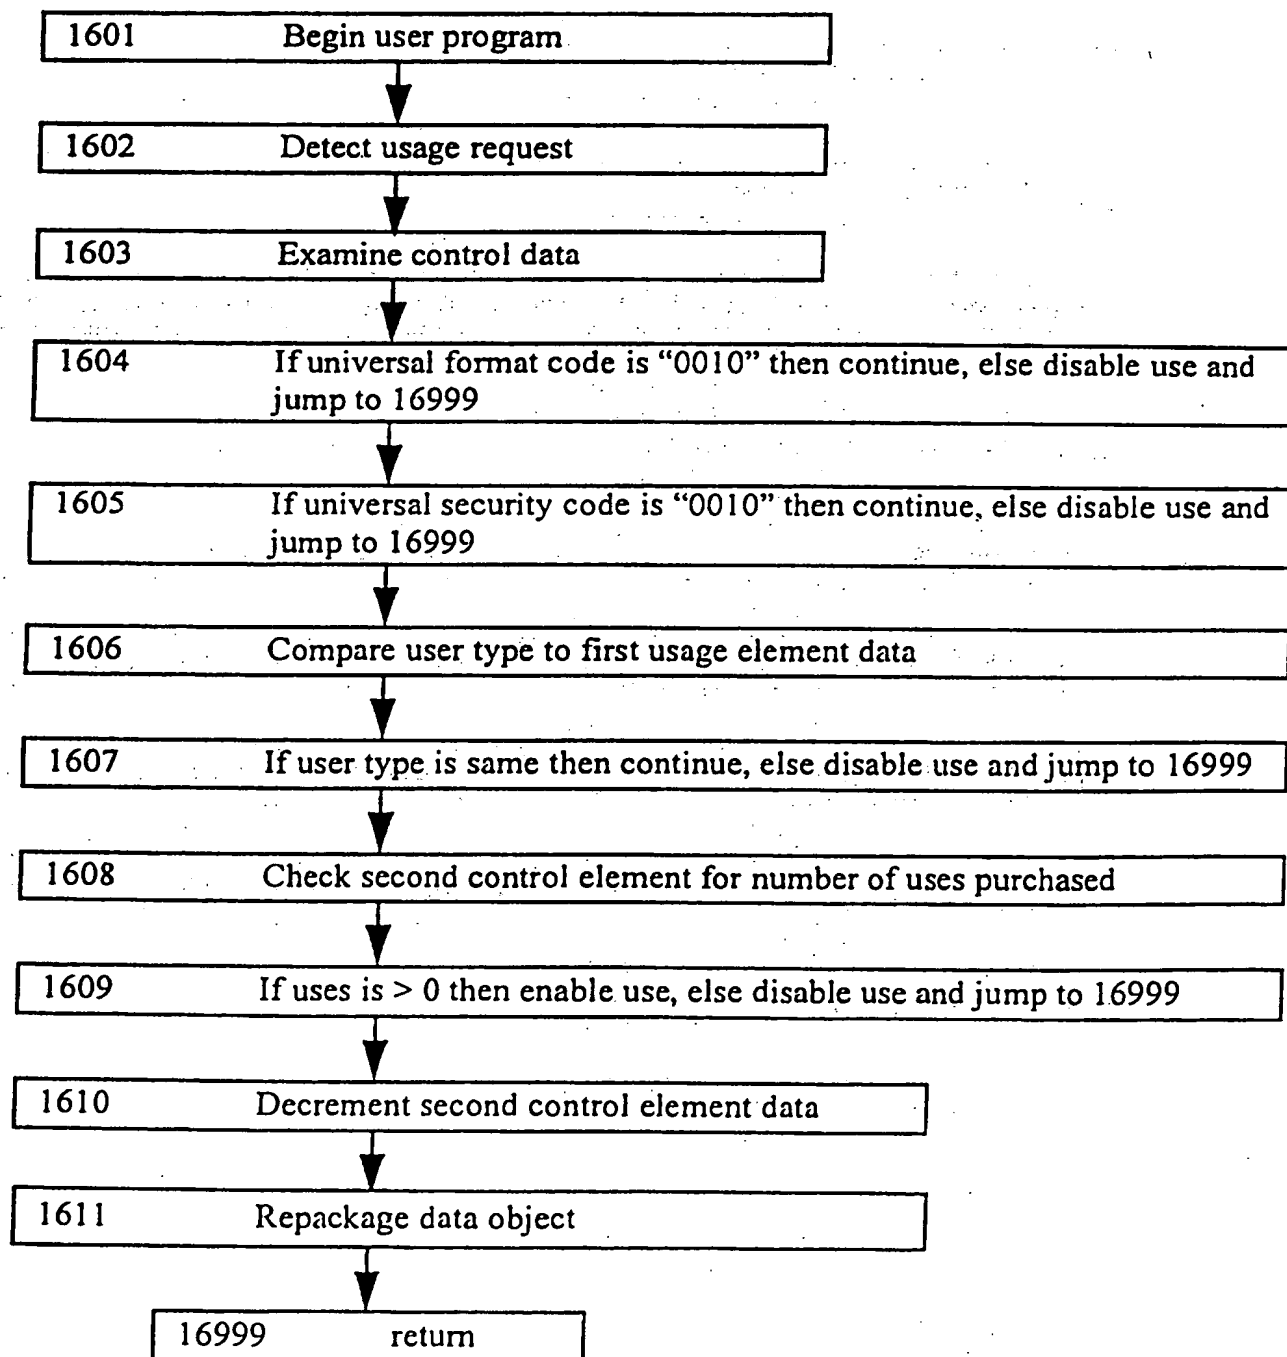 1601 Begin user program
1602 Detect usage request
1603 Examine control data
1604 If universal format code is “0010” then continue, else disable use and
jump to 16999
1605 If universal security code is “0010” then continue, else disable use and
jump to 16999
1606 Compare user type to first usage element data
1607 If user type is same then continue, else disable use and jump to 16999
1608 Check second control element for number of uses purchased
1609 If uses is > 0 then enable use, else disable use and jump to 16999
1610 Decrement second control element data
1611 Repackage data object
16999 return